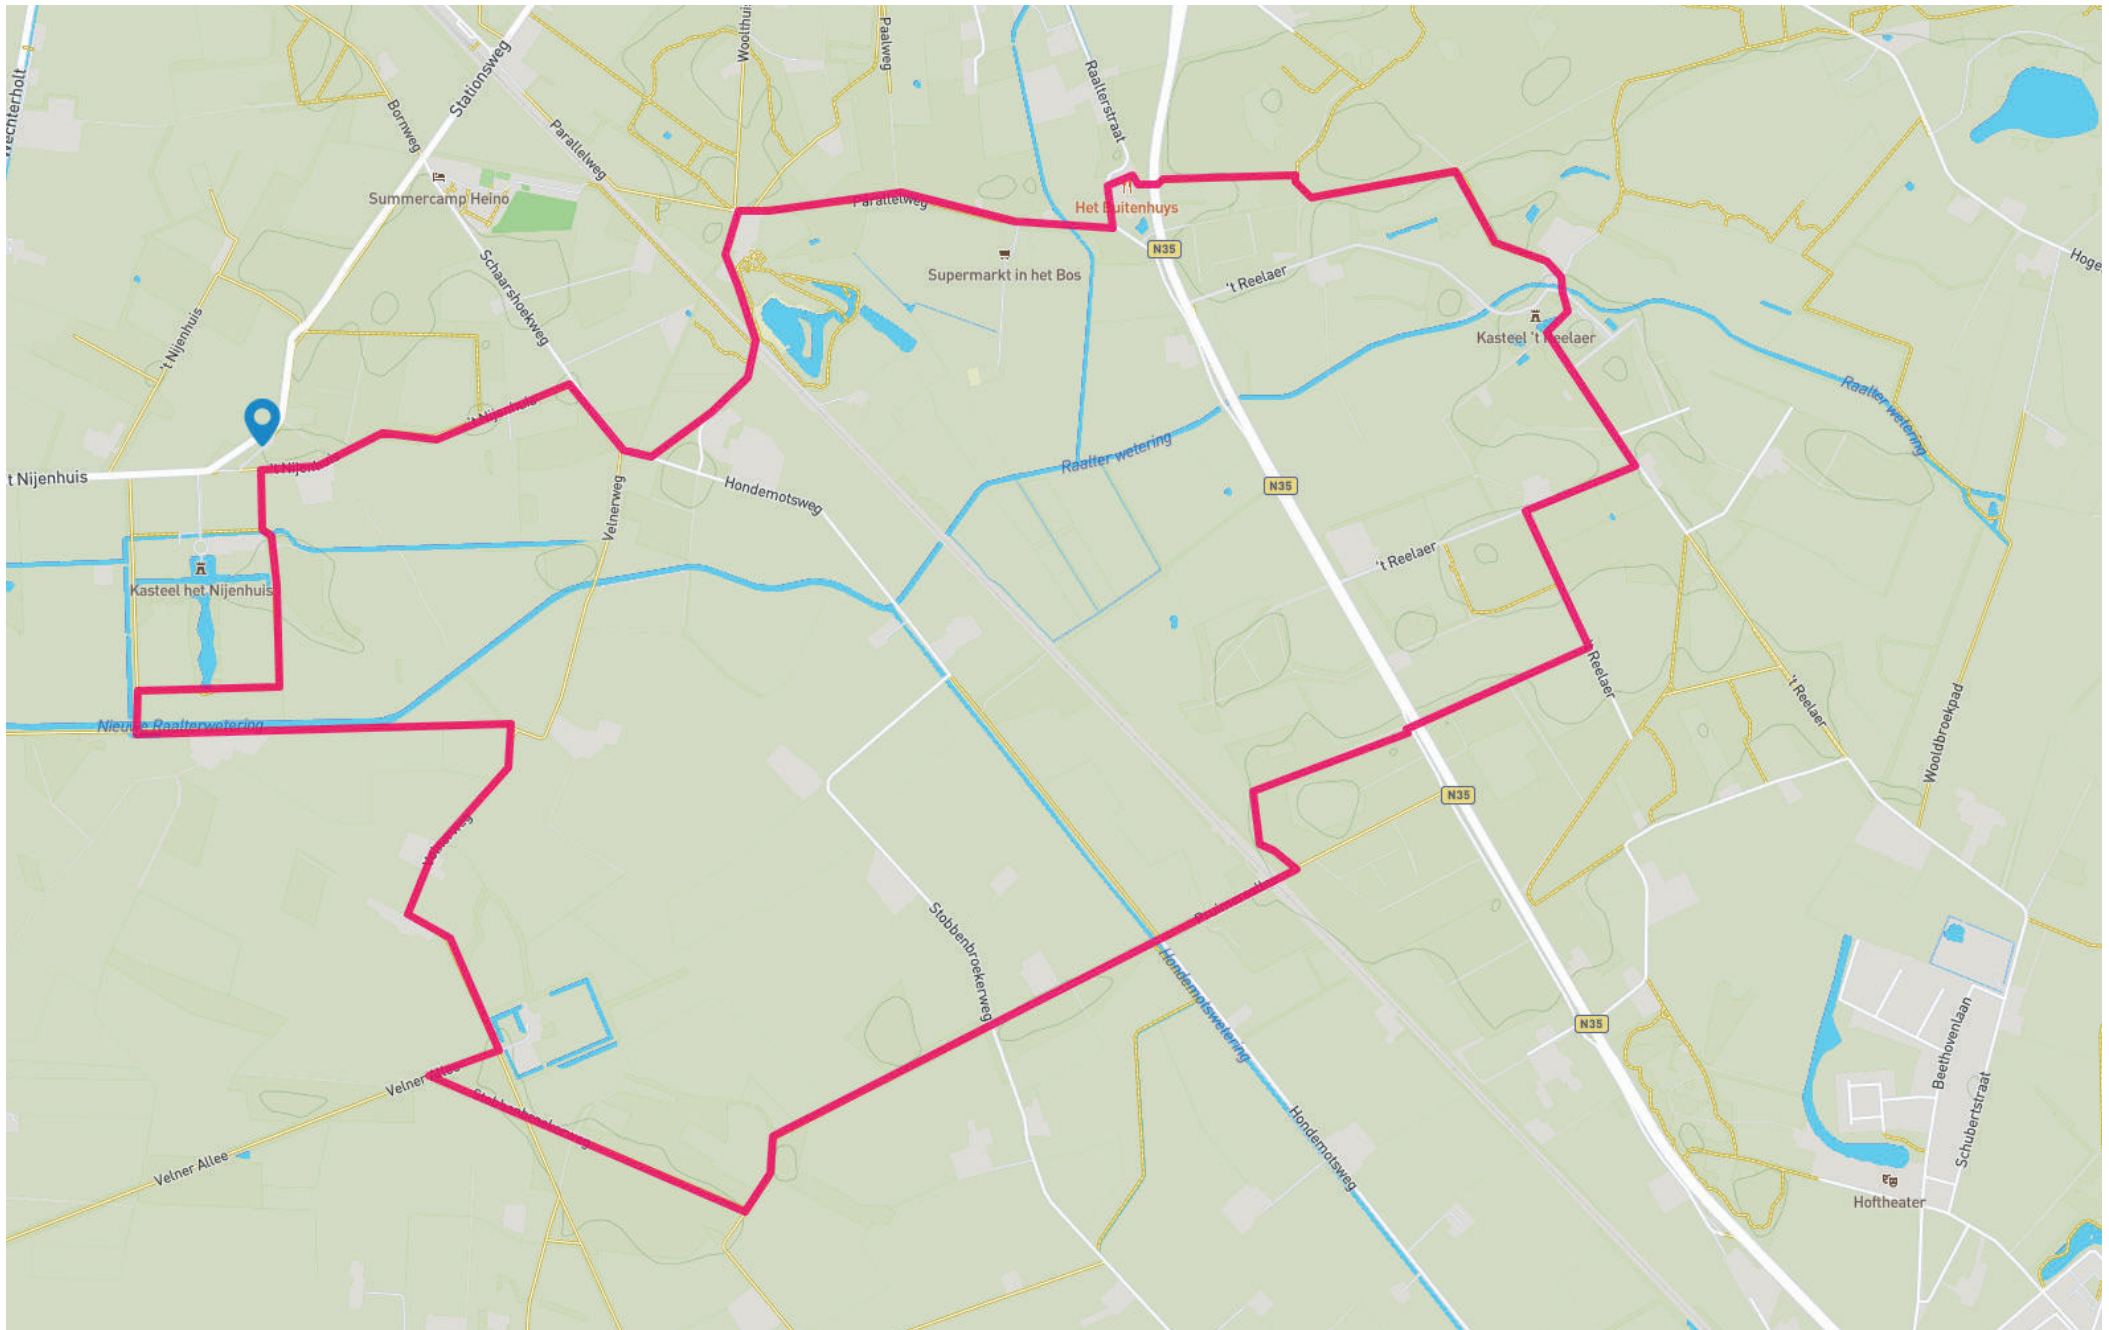 Wechterholt
Stationsweg
Bornweg
Woolthuis
Paalweg
Raalterstraat
Parallelweg
Summercamp Heino
Parallelweg
Het Buitenhuys
N35
Supermarkt in het Bos
't Reelaer
Hoge
Schaarshoekweg
't Nijenhuis
Kasteel 't Reelaer
't Nijenhuis
Raalter wetering
't Nijenhuis
't Nijenhuis
Raalter wetering
Hondemotsweg
N35
Velnerweg
't Reelaer
Kasteel het Nijenhuis
't Reelaer
't Reelaer
Wooldbroekpad
Nieuwe Raalterwetering
N35
Velnerweg
Stobbenbroekerweg
Hondemotswetering
N35
Beethovenlaan
Schubertstraat
Velner Allee
Stobbenbroekerweg
Velner Allee
Hondemotsweg
Hoftheater